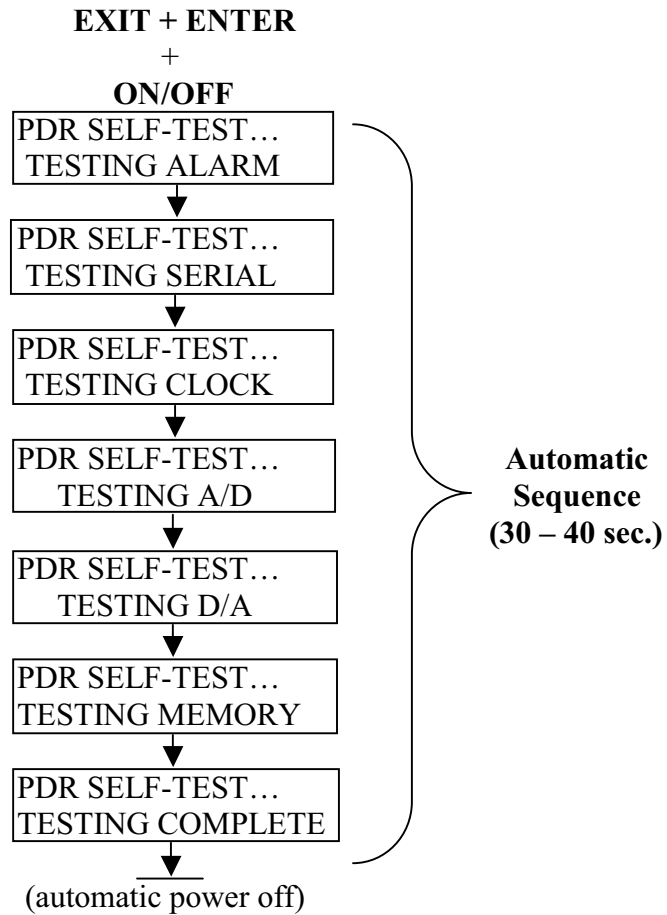 EXIT + ENTER
+
ON/OFF
PDR SELF-TEST…
TESTING ALARM
PDR SELF-TEST…
TESTING SERIAL
PDR SELF-TEST…
TESTING CLOCK
PDR SELF-TEST…
TESTING A/D
PDR SELF-TEST…
TESTING D/A
PDR SELF-TEST…
TESTING MEMORY
PDR SELF-TEST…
TESTING COMPLETE
(automatic power off)
Automatic
Sequence
(30 – 40 sec.)